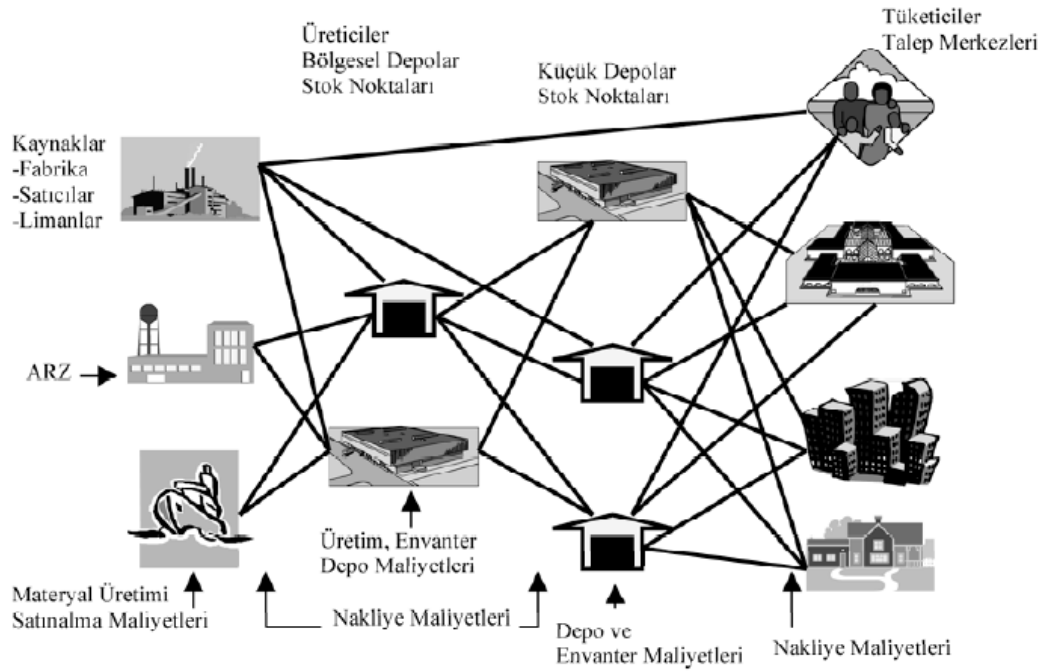 Üreticiler
Bölgesel Depolar
Stok Noktaları
Küçük Depolar
Stok Noktaları
Tüketiciler
Talep Merkezleri
Kaynaklar
-Fabrika
-Satıcılar
-Limanlar
ARZ
Üretim, Envanter
Depo Maliyetleri
Materyal Üretimi
Satınalma Maliyetleri
Nakliye Maliyetleri
Depo ve
Envanter Maliyetleri
Nakliye Maliyetleri